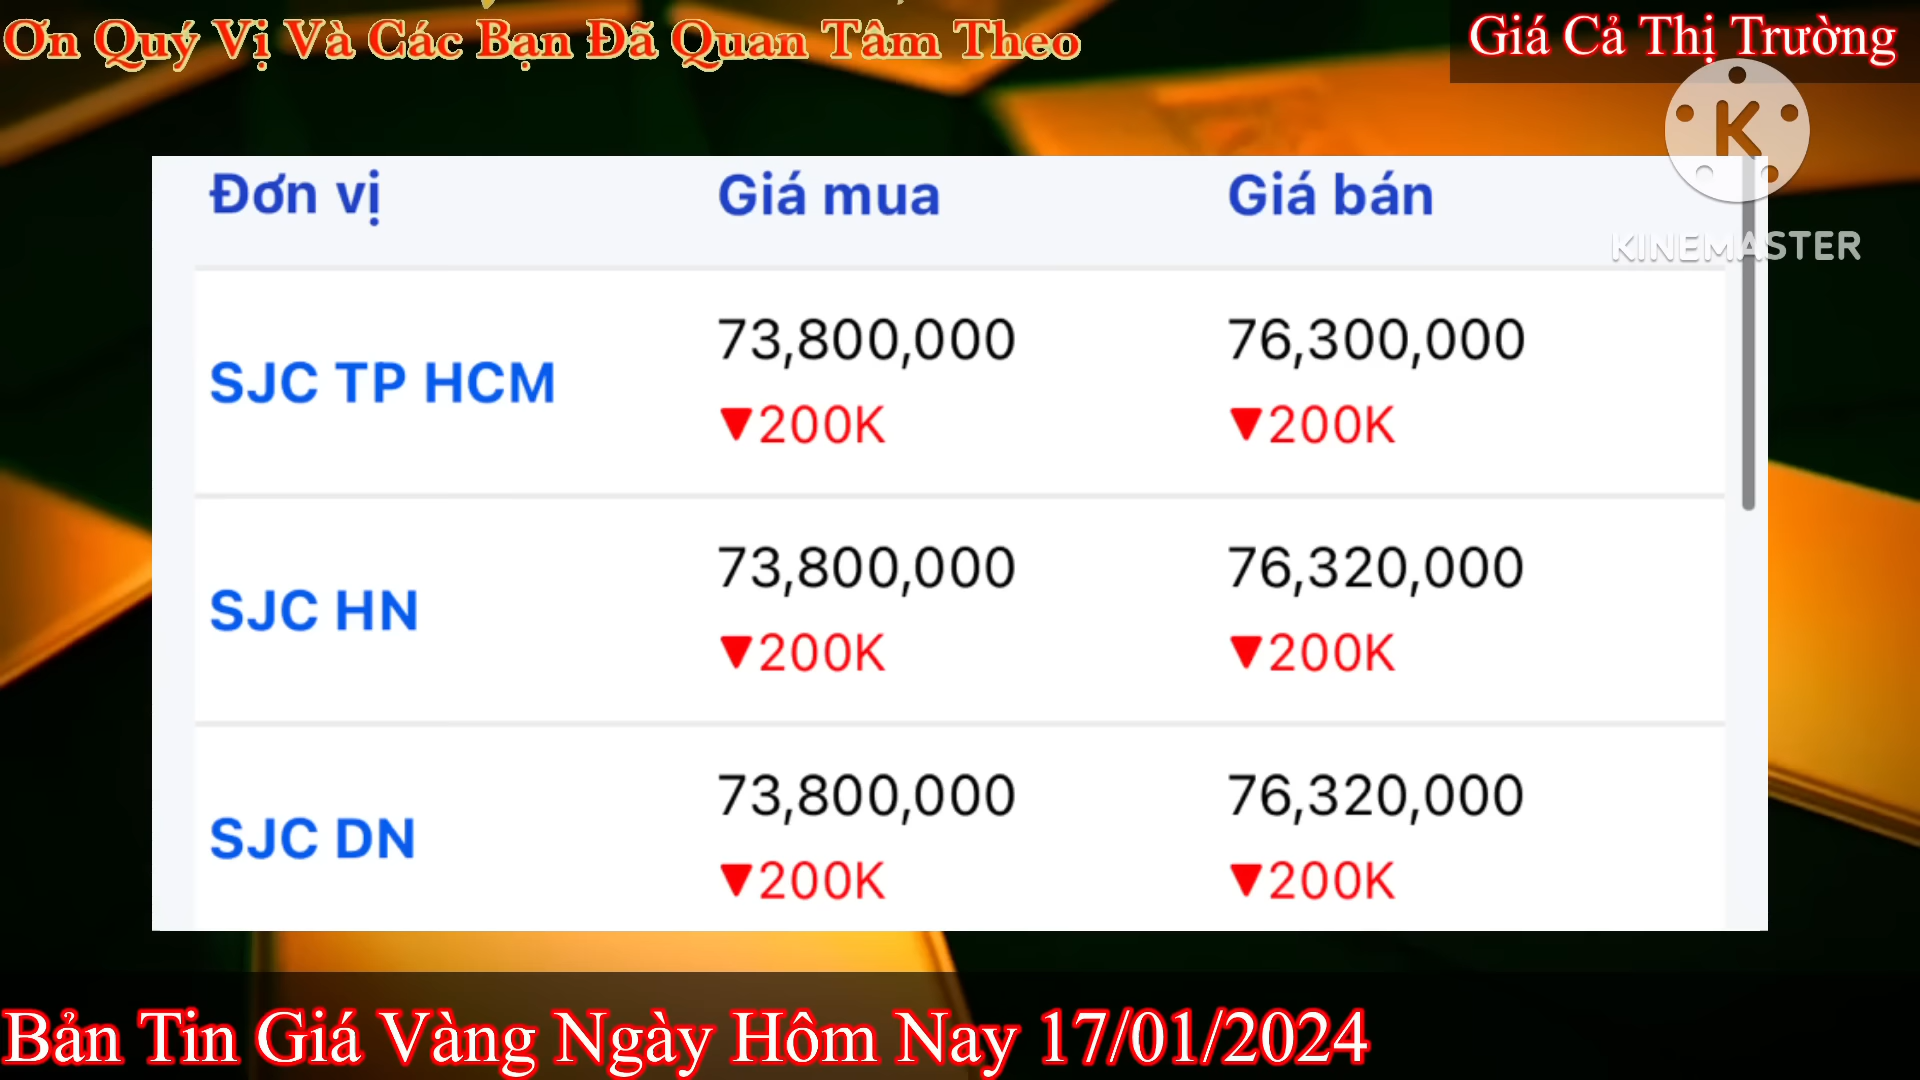 Ơn Quý Vị Và Các Bạn Đã Quan Tâm Theo
Giá Cả Thị Trường
K
KINEMASTER
Đơn vị Giá mua Giá bán
73,800,000 76,300,000
SJC TP HCM
▼200K ▼200K
73,800,000 76,320,000
SJC HN
▼200K ▼200K
73,800,000 76,320,000
SJC DN
▼200K ▼200K
Bản Tin Giá Vàng Ngày Hôm Nay 17/01/2024